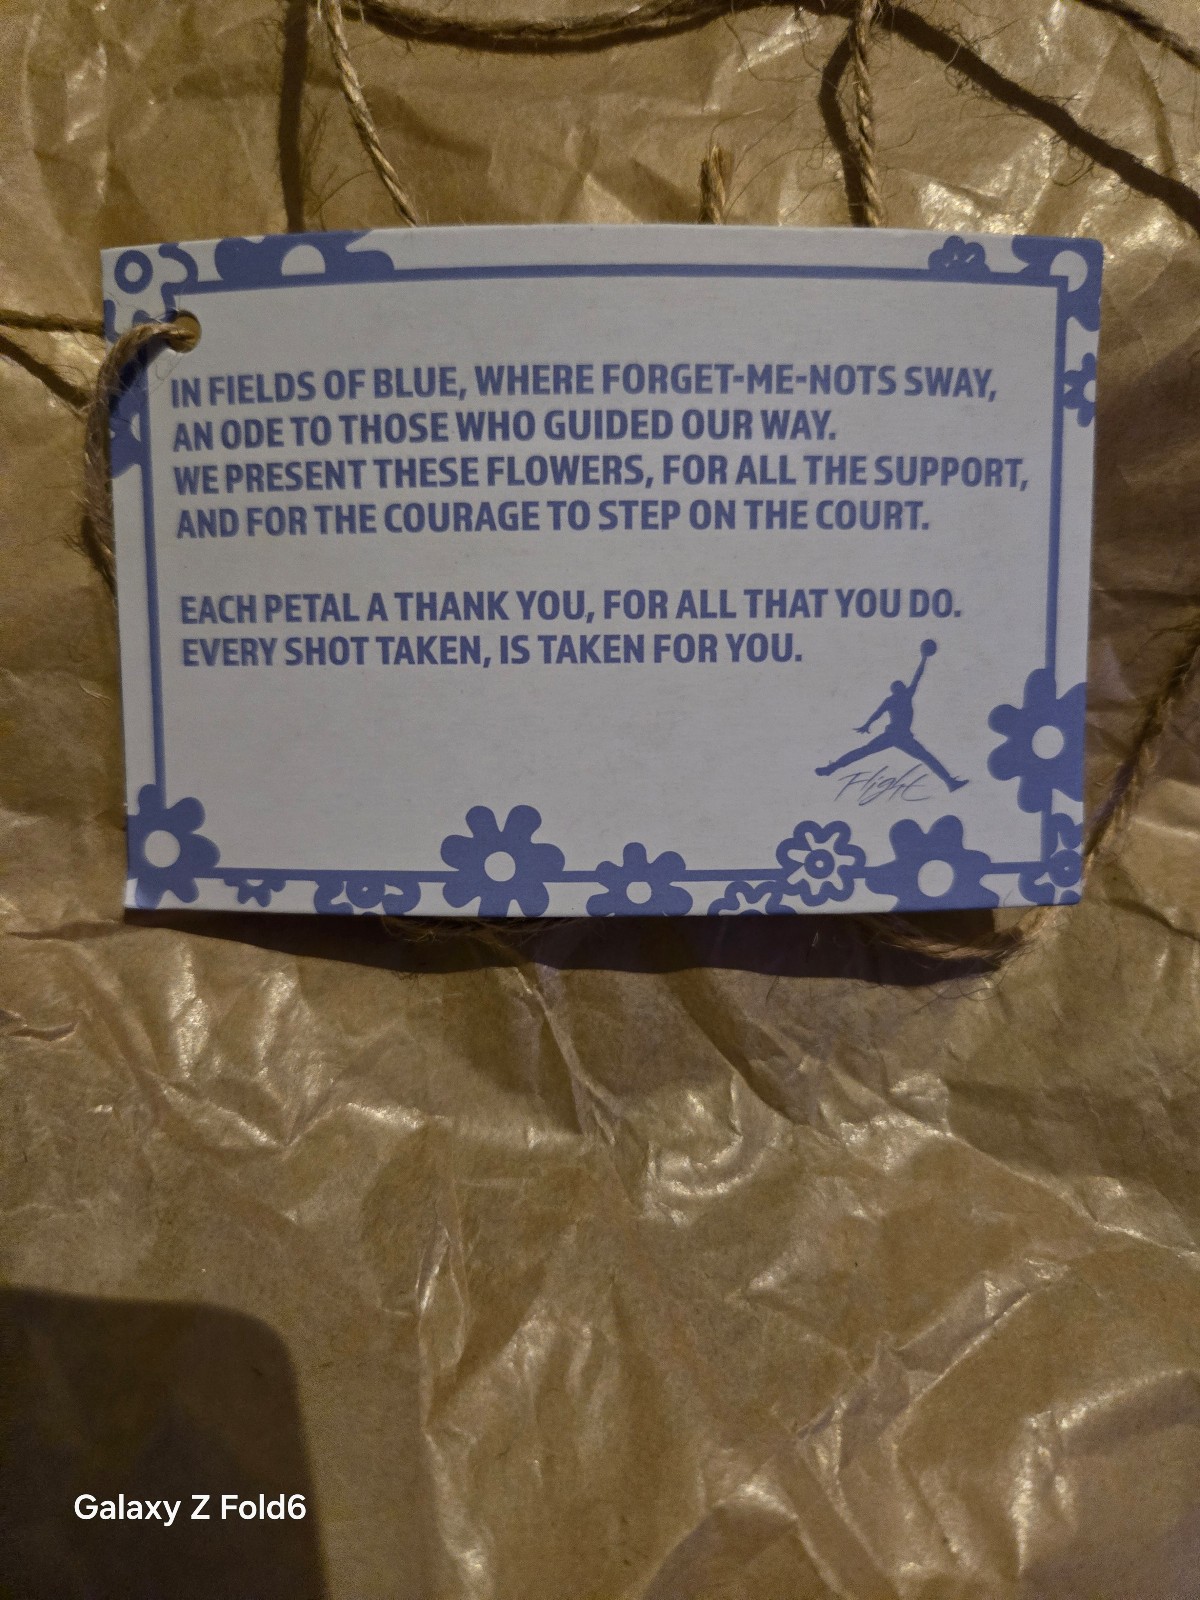 IN FIELDS OF BLUE, WHERE FORGET-ME-NOTS SWAY,
AN ODE TO THOSE WHO GUIDED OUR WAY.
WE PRESENT THESE FLOWERS, FOR ALL THE SUPPORT,
AND FOR THE COURAGE TO STEP ON THE COURT.
EACH PETAL A THANK YOU, FOR ALL THAT YOU DO.
EVERY SHOT TAKEN, IS TAKEN FOR YOU.
Flight
Galaxy Z Fold6